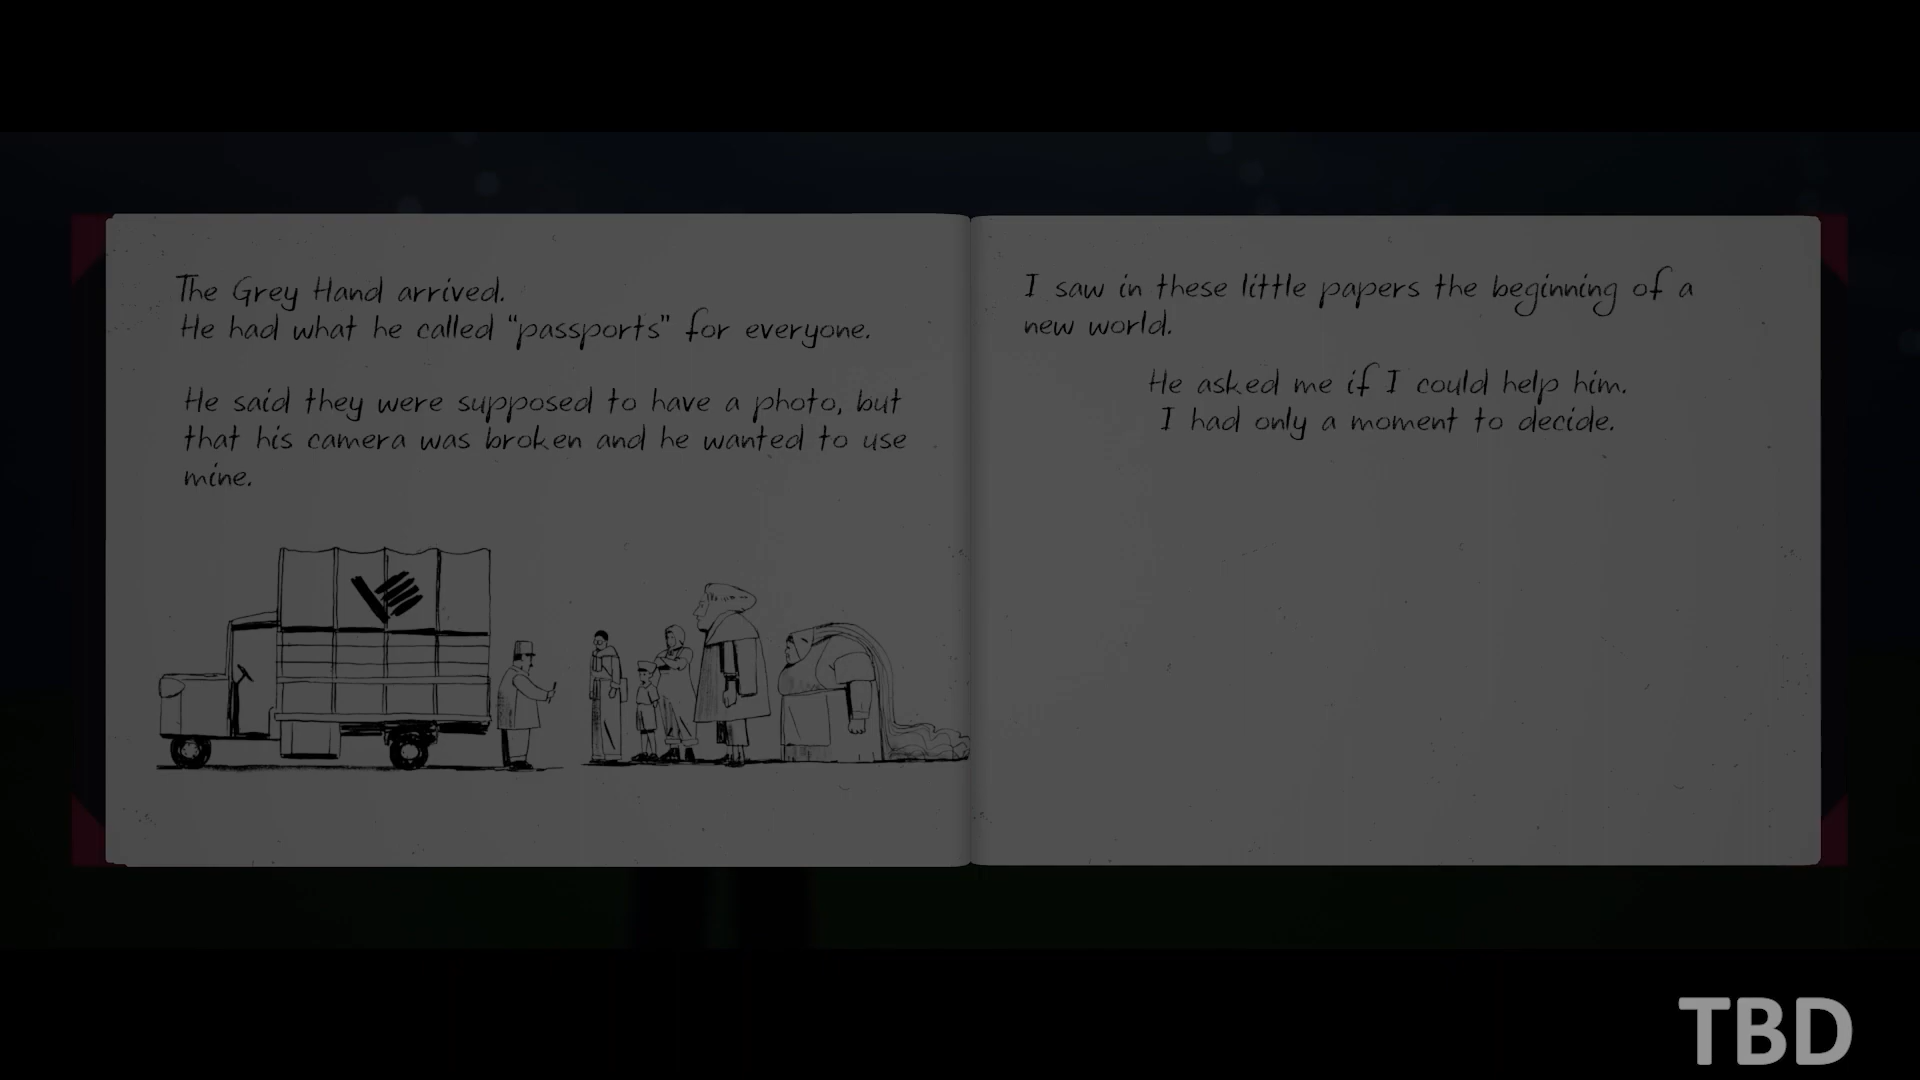 The Grey Hand arrived.
He had what he called “passports” for everyone.
He said they were supposed to have a photo, but
that his camera was broken and he wanted to use
mine.
I saw in these little papers the beginning of a
new world.
He asked me if I could help him.
I had only a moment to decide.
TBD